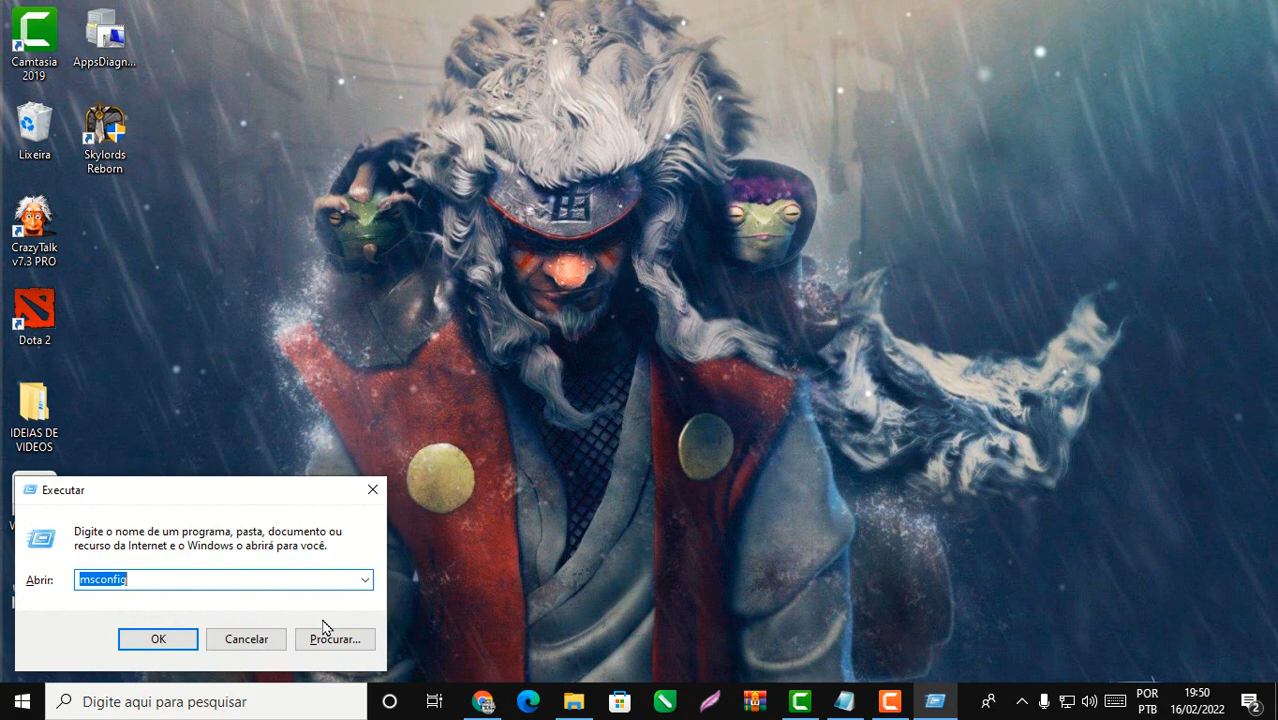 Camtasia
2019
AppsDiagn...
Lixeira
Skylords
Reborn
CrazyTalk
v7.3 PRO
Dota 2
IDEIAS DE
VIDEOS
Executar
Digite o nome de um programa, pasta, documento ou
recurso da Internet e o Windows o abrirá para você.
Abrir:
msconfig
OK
Cancelar
Procurar...
Digite aqui para pesquisar
POR
PTB
19:50
16/02/2022
2